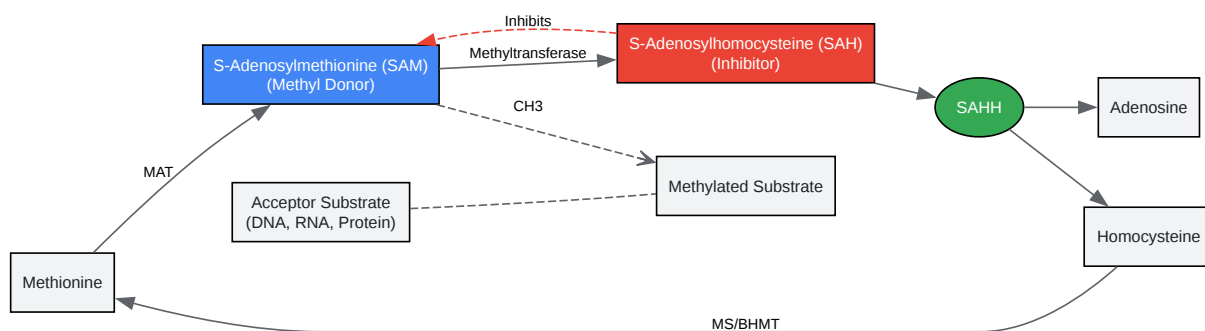 Inhibits
S-Adenosylmethionine (SAM)
(Methyl Donor)
Methyltransferase
S-Adenosylhomocysteine (SAH)
(Inhibitor)
SAHH
Adenosine
CH3
MAT
Acceptor Substrate
(DNA, RNA, Protein)
Methylated Substrate
Homocysteine
Methionine
MS/BHMT